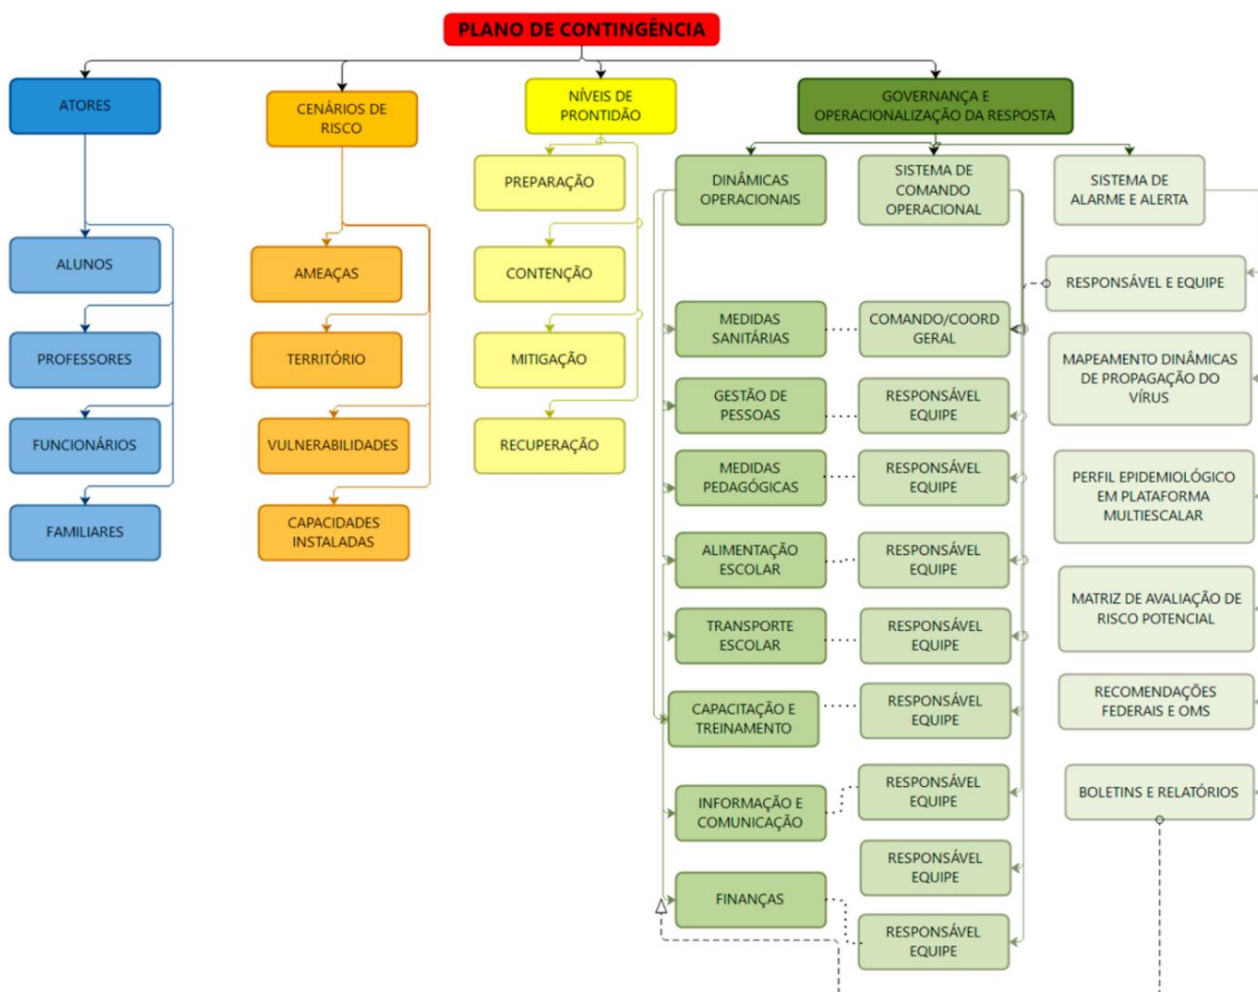 PLANO DE CONTINGÊNCIA
ATORES
CENÁRIOS DE
RISCO
NÍVEIS DE
PRONTIDÃO
GOVERNANÇA E
OPERACIONALIZAÇÃO DA RESPOSTA
ALUNOS
PROFESSORES
FUNCIONÁRIOS
FAMILIARES
AMEAÇAS
TERRITÓRIO
VULNERABILIDADES
CAPACIDADES
INSTALADAS
PREPARAÇÃO
CONTENÇÃO
MITIGAÇÃO
RECUPERAÇÃO
DINÂMICAS
OPERACIONAIS
MEDIDAS
SANITÁRIAS
GESTÃO DE
PESSOAS
MEDIDAS
PEDAGÓGICAS
ALIMENTAÇÃO
ESCOLAR
TRANSPORTE
ESCOLAR
CAPACITAÇÃO E
TREINAMENTO
INFORMAÇÃO E
COMUNICAÇÃO
FINANÇAS
SISTEMA DE
COMANDO
OPERACIONAL
COMANDO/COORD
GERAL
RESPONSÁVEL
EQUIPE
RESPONSÁVEL
EQUIPE
RESPONSÁVEL
EQUIPE
RESPONSÁVEL
EQUIPE
RESPONSÁVEL
EQUIPE
RESPONSÁVEL
EQUIPE
RESPONSÁVEL
EQUIPE
RESPONSÁVEL
EQUIPE
SISTEMA DE
ALARME E ALERTA
RESPONSÁVEL E EQUIPE
MAPEAMENTO DINÂMICAS
DE PROPAGAÇÃO DO
VÍRUS
PERFIL EPIDEMIOLÓGICO
EM PLATAFORMA
MULTIESCALAR
MATRIZ DE AVALIAÇÃO DE
RISCO POTENCIAL
RECOMENDAÇÕES
FEDERAIS E OMS
BOLETINS E RELATÓRIOS